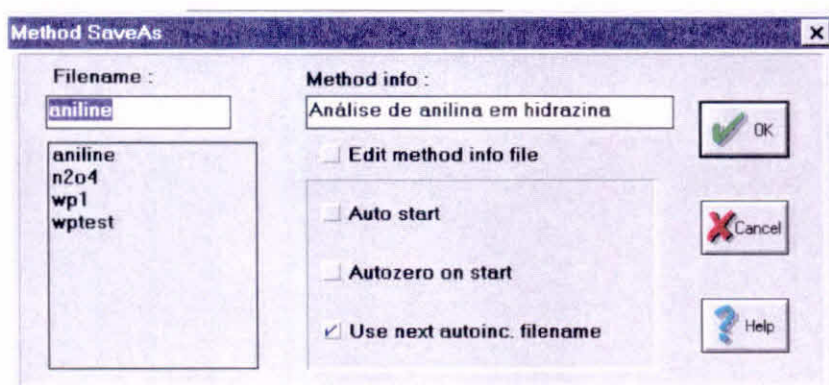 Method SaveAs
Filename :
aniline
aniline
n2o4
wp1
wptest
Method info :
Análise de anilina em hidrazina
Edit method info file
Auto start
Autozero on start
Use next autoinc. filename
OK
Cancel
Help